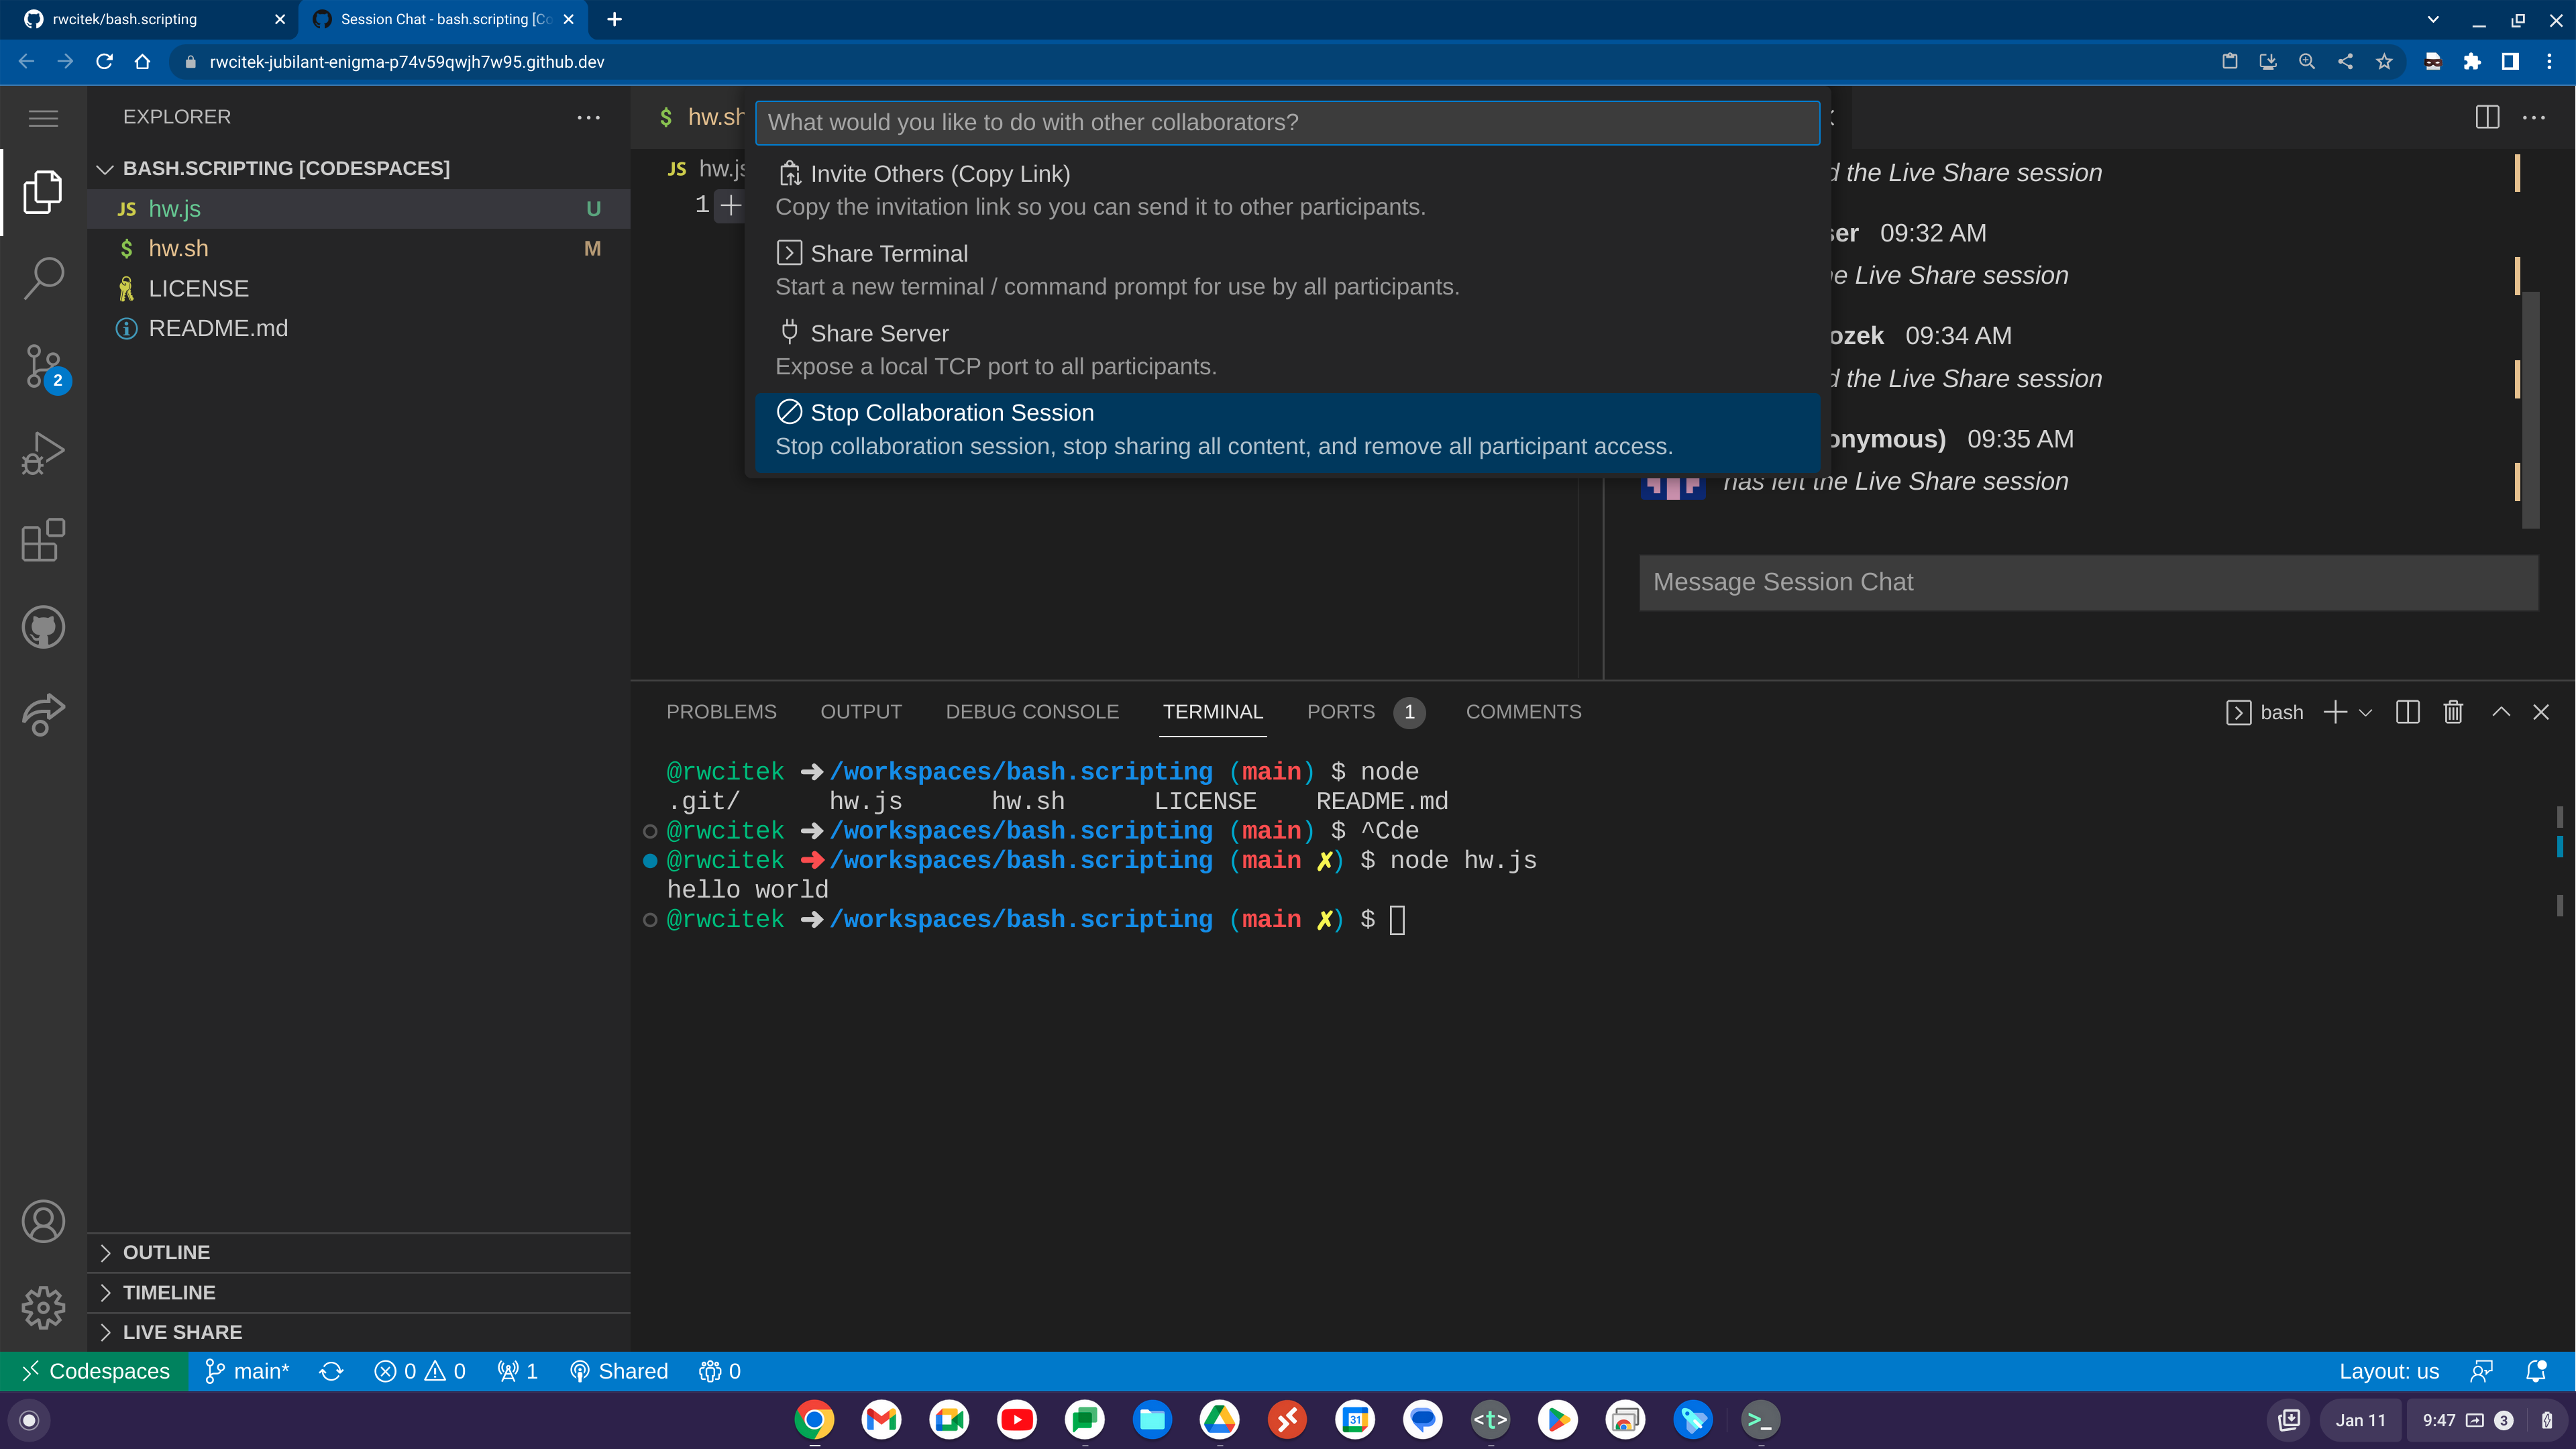 rwcitek/bash.scripting
Session Chat - bash.scripting [Co
rwcitek-jubilant-enigma-p74v59qwjh7w95.github.dev
EXPLORER
BASH.SCRIPTING [CODESPACES]
JS hw.js U
$ hw.sh M
LICENSE
README.md
2
$ hw.sh
JS hw.js
1
What would you like to do with other collaborators?
Invite Others (Copy Link)
Copy the invitation link so you can send it to other participants.
Share Terminal
Start a new terminal / command prompt for use by all participants.
Share Server
Expose a local TCP port to all participants.
Stop Collaboration Session
Stop collaboration session, stop sharing all content, and remove all participant access.
d the Live Share session
ser 09:32 AM
he Live Share session
ozek 09:34 AM
d the Live Share session
onymous) 09:35 AM
has left the Live Share session
Message Session Chat
PROBLEMS OUTPUT DEBUG CONSOLE TERMINAL PORTS 1 COMMENTS
bash
@rwcitek ➜ /workspaces/bash.scripting (main) $ node
.git/ hw.js hw.sh LICENSE README.md
@rwcitek ➜ /workspaces/bash.scripting (main) $ ^Cde
@rwcitek ➜ /workspaces/bash.scripting (main ✗) $ node hw.js
hello world
@rwcitek ➜ /workspaces/bash.scripting (main ✗) $
OUTLINE
TIMELINE
LIVE SHARE
Codespaces main* 0 0 1 Shared 0
Layout: us
31
<t>
>_
Jan 11
9:47
3